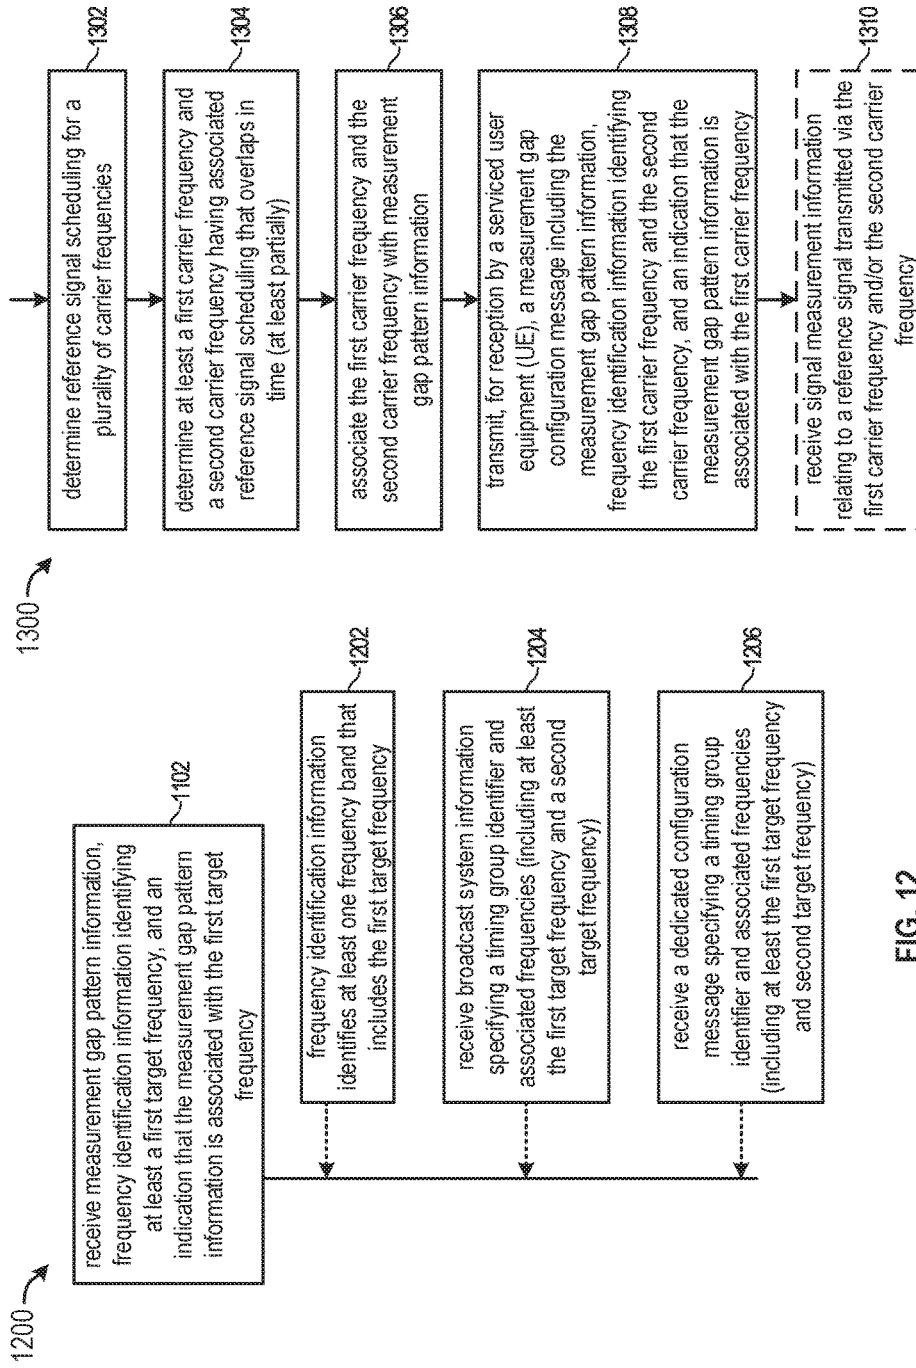 1200
receive measurement gap pattern information,
frequency identification information identifying
at least a first target frequency, and an
indication that the measurement gap pattern
information is associated with the first target
frequency
1102
frequency identification information
identifies at least one frequency band that
includes the first target frequency
1202
receive broadcast system information
specifying a timing group identifier and
associated frequencies (including at least
the first target frequency and a second
target frequency)
1204
receive a dedicated configuration
message specifying a timing group
identifier and associated frequencies
(including at least the first target frequency
and second target frequency)
1206
FIG. 12
1300
determine reference signal scheduling for a
plurality of carrier frequencies
1302
determine at least a first carrier frequency and
a second carrier frequency having associated
reference signal scheduling that overlaps in
time (at least partially)
1304
associate the first carrier frequency and the
second carrier frequency with measurement
gap pattern information
1306
transmit, for reception by a serviced user
equipment (UE), a measurement gap
configuration message including the
measurement gap pattern information,
frequency identification information identifying
the first carrier frequency and the second
carrier frequency, and an indication that the
measurement gap pattern information is
associated with the first carrier frequency
1308
receive signal measurement information
relating to a reference signal transmitted via the
first carrier frequency and/or the second carrier
frequency
1310